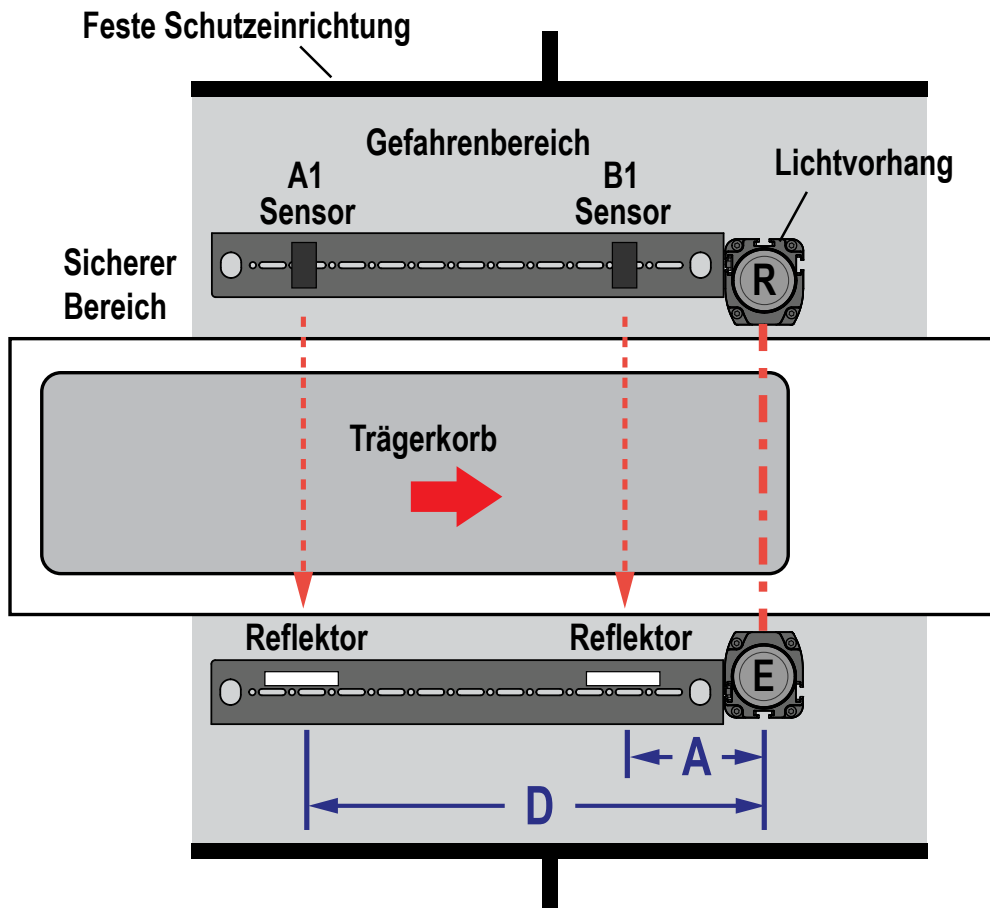 Feste Schutzeinrichtung
Gefahrenbereich
Lichtvorhang
A1
Sensor
B1
Sensor
Sicherer
Bereich
R
Trägerkorb
Reflektor
Reflektor
E
A
D